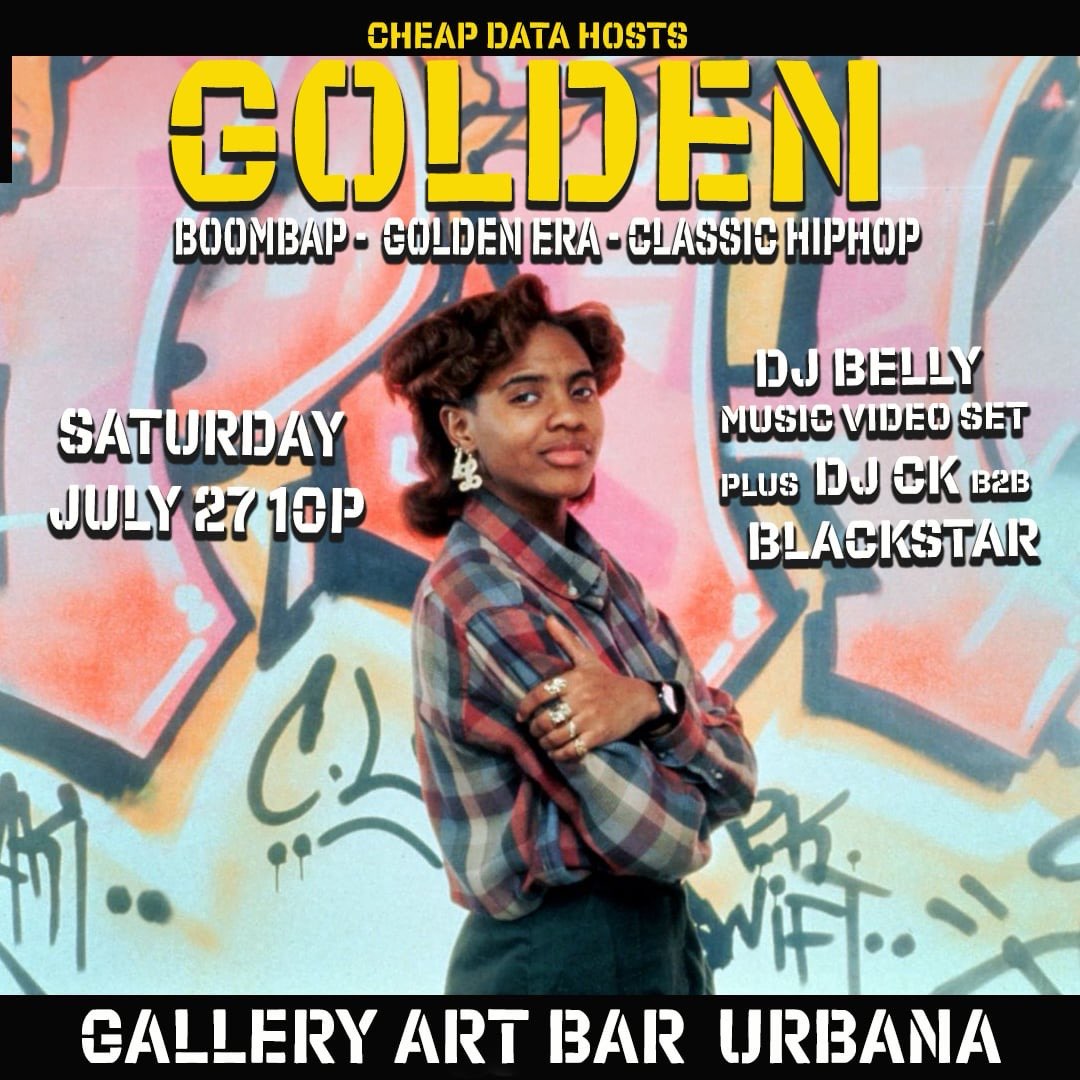 CHEAP DATA HOSTS
GOLDEN
BOOMBAP - GOLDEN ERA - CLASSIC HIPHOP
SATURDAY
JULY 27 10P
DJ BELLY
MUSIC VIDEO SET
PLUS DJ CK B2B
BLACKSTAR
C.L
WIFT..
GALLERY ART BAR URBANA